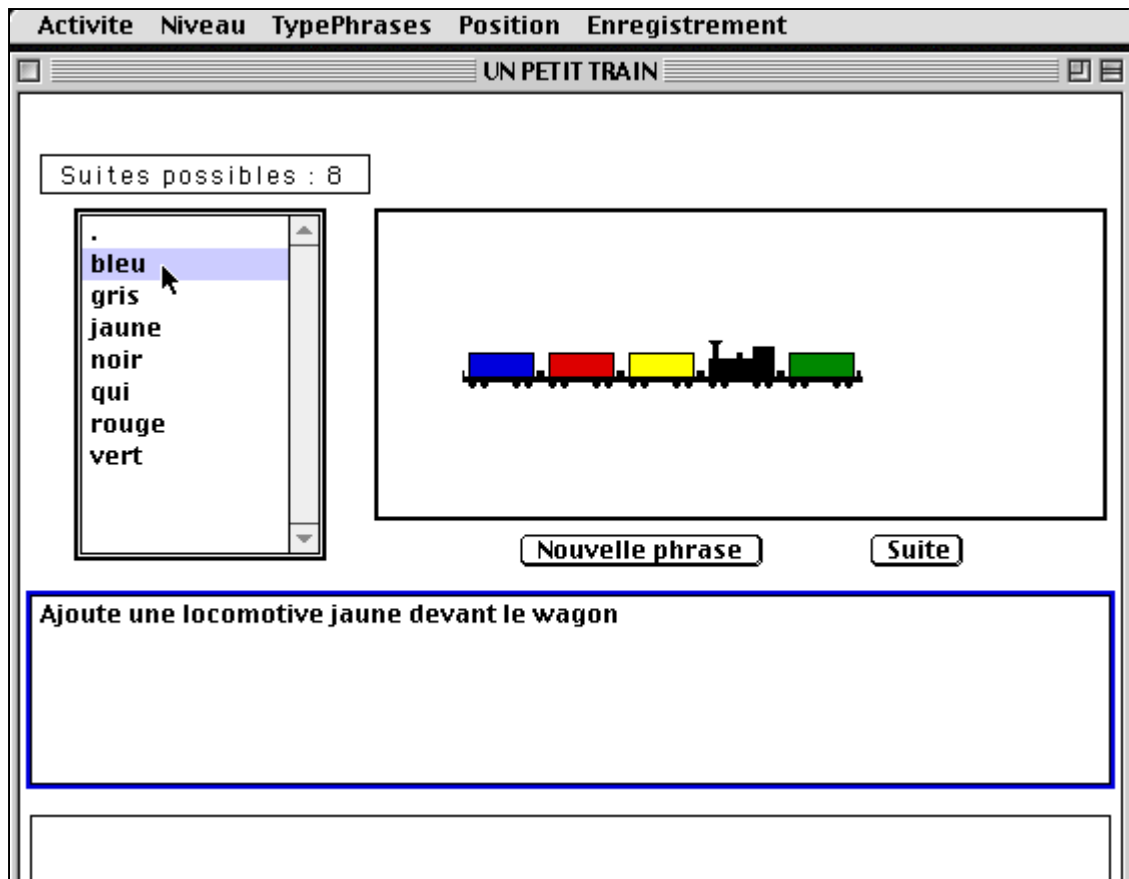 Activite Niveau TypePhrases Position Enregistrement
UN PETIT TRAIN
Suites possibles : 8
.
bleu
gris
jaune
noir
qui
rouge
vert
Nouvelle phrase Suite
Ajoute une locomotive jaune devant le wagon